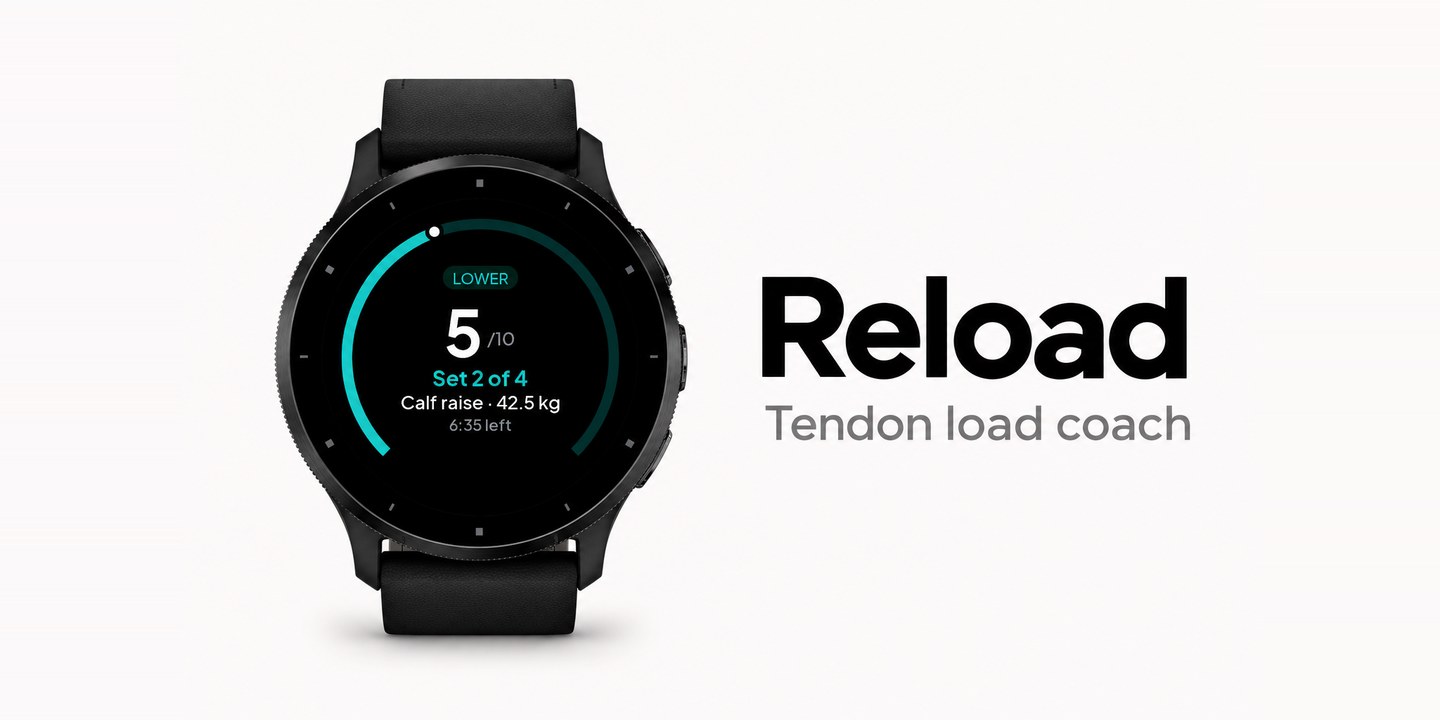 LOWER
5 /10
Set 2 of 4
Calf raise · 42.5 kg
6:35 left
Reload
Tendon load coach